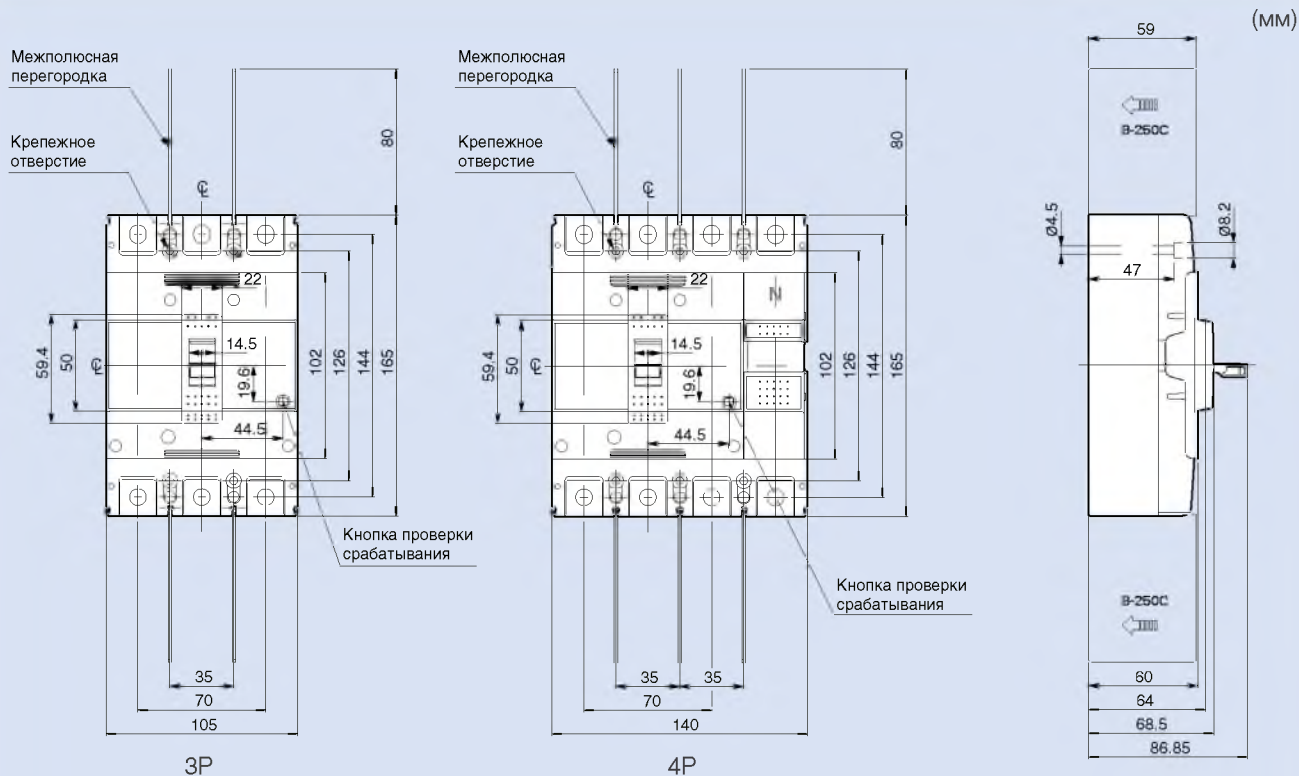 (мм)
59
Межполюсная
перегородка
Межполюсная
перегородка
80
80
B-250C
Крепежное
отверстие
Крепежное
отверстие
Ø4.5
Ø8.2
47
22
22
N
14.5
14.5
59.4
50
19.6
102
126
144
165
59.4
50
19.6
102
126
144
165
44.5
44.5
Кнопка проверки
срабатывания
Кнопка проверки
срабатывания
B-250C
35
35
35
60
70
70
64
105
140
68.5
86.85
3P
4P